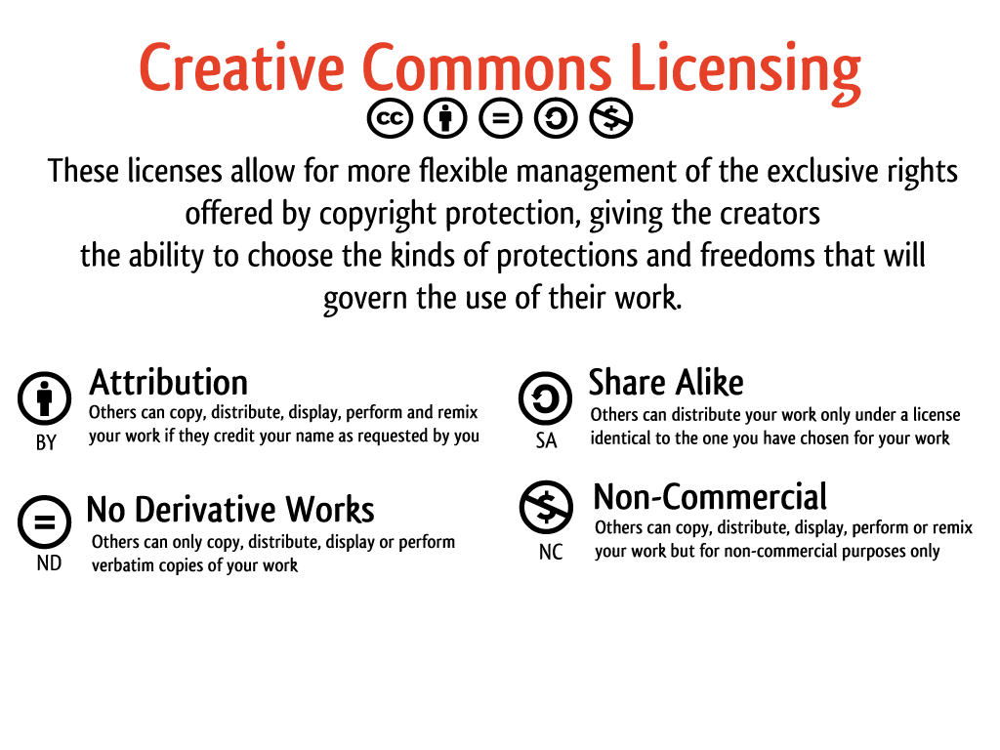 Creative Commons Licensing
cc
These licenses allow for more flexible management of the exclusive rights
offered by copyright protection, giving the creators
the ability to choose the kinds of protections and freedoms that will
govern the use of their work.
Attribution
Others can copy, distribute, display, perform and remix
your work if they credit your name as requested by you
BY
Share Alike
Others can distribute your work only under a license
identical to the one you have chosen for your work
SA
No Derivative Works
Others can only copy, distribute, display or perform
verbatim copies of your work
ND
Non-Commercial
Others can copy, distribute, display, perform or remix
your work but for non-commercial purposes only
NC